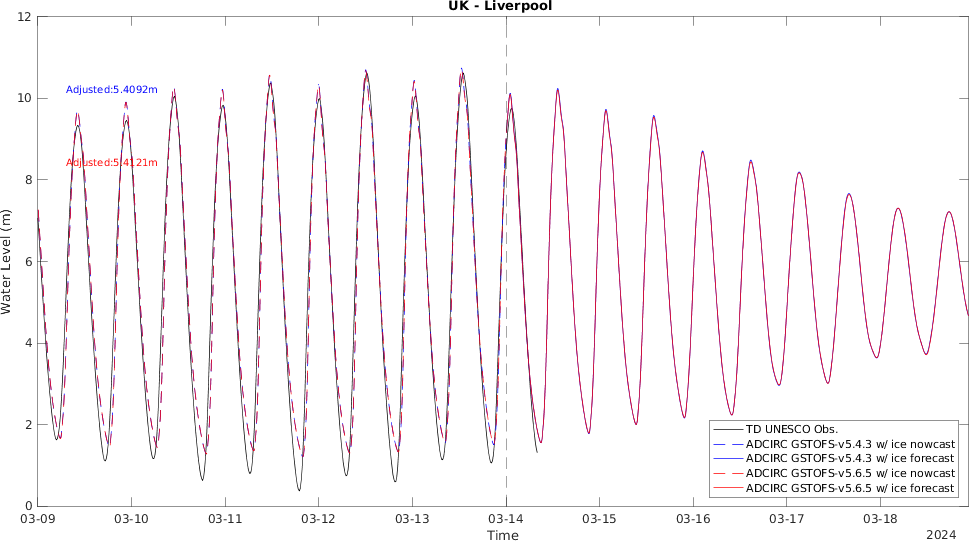 UK - Liverpool
12
10
8
6
4
2
0
Water Level (m)
Adjusted:5.4092m
Adjusted:5.4121m
TD UNESCO Obs.
ADCIRC GSTOFS-v5.4.3 w/ ice nowcast
ADCIRC GSTOFS-v5.4.3 w/ ice forecast
ADCIRC GSTOFS-v5.6.5 w/ ice nowcast
ADCIRC GSTOFS-v5.6.5 w/ ice forecast
03-09 03-10 03-11 03-12 03-13 03-14 03-15 03-16 03-17 03-18
Time
2024